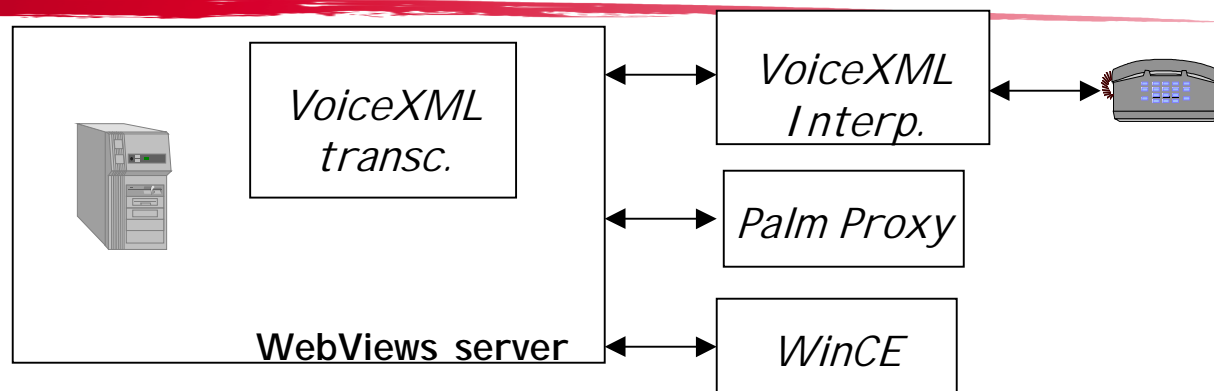 VoiceXML
transc.
WebViews server
VoiceXML
Interp.
Palm Proxy
WinCE